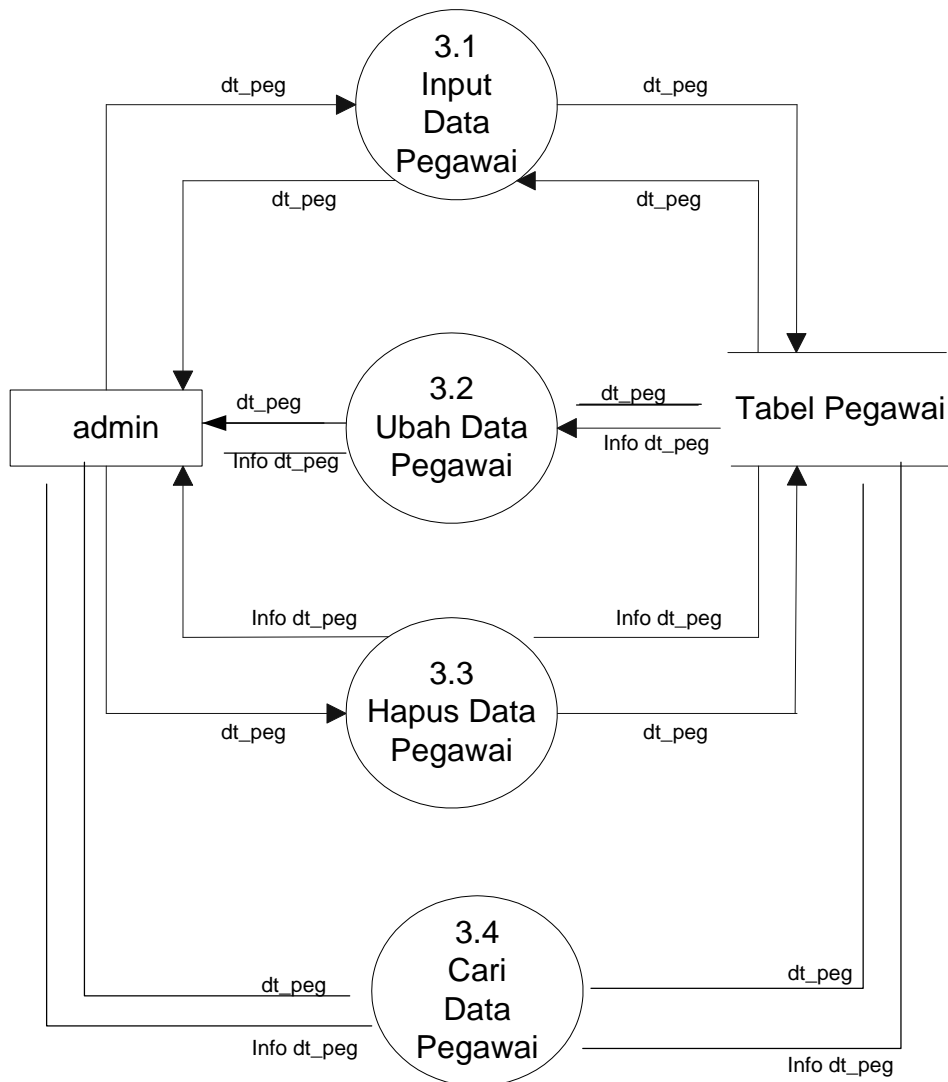 3.1
Input
Data
Pegawai
dt_peg
dt_peg
dt_peg
dt_peg
3.2
Ubah Data
Pegawai
admin
dt_peg
Info dt_peg
dt_peg
Info dt_peg
Tabel Pegawai
Info dt_peg
Info dt_peg
3.3
Hapus Data
Pegawai
dt_peg
dt_peg
3.4
Cari
Data
Pegawai
dt_peg
Info dt_peg
dt_peg
Info dt_peg